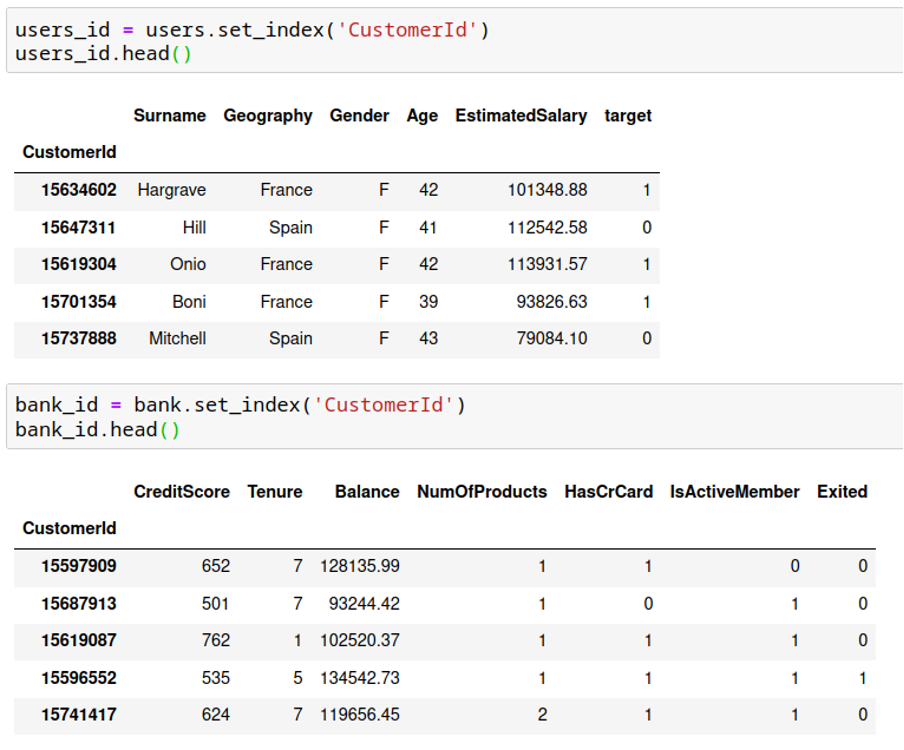 users_id = users.set_index('CustomerId')
users_id.head()
Surname Geography Gender Age EstimatedSalary target
CustomerId
15634602 Hargrave France F 42 101348.88 1
15647311 Hill Spain F 41 112542.58 0
15619304 Onio France F 42 113931.57 1
15701354 Boni France F 39 93826.63 1
15737888 Mitchell Spain F 43 79084.10 0
bank_id = bank.set_index('CustomerId')
bank_id.head()
CreditScore Tenure Balance NumOfProducts HasCrCard IsActiveMember Exited
CustomerId
15597909 652 7 128135.99 1 1 0 0
15687913 501 7 93244.42 1 0 1 0
15619087 762 1 102520.37 1 1 1 0
15596552 535 5 134542.73 1 1 1 1
15741417 624 7 119656.45 2 1 1 0